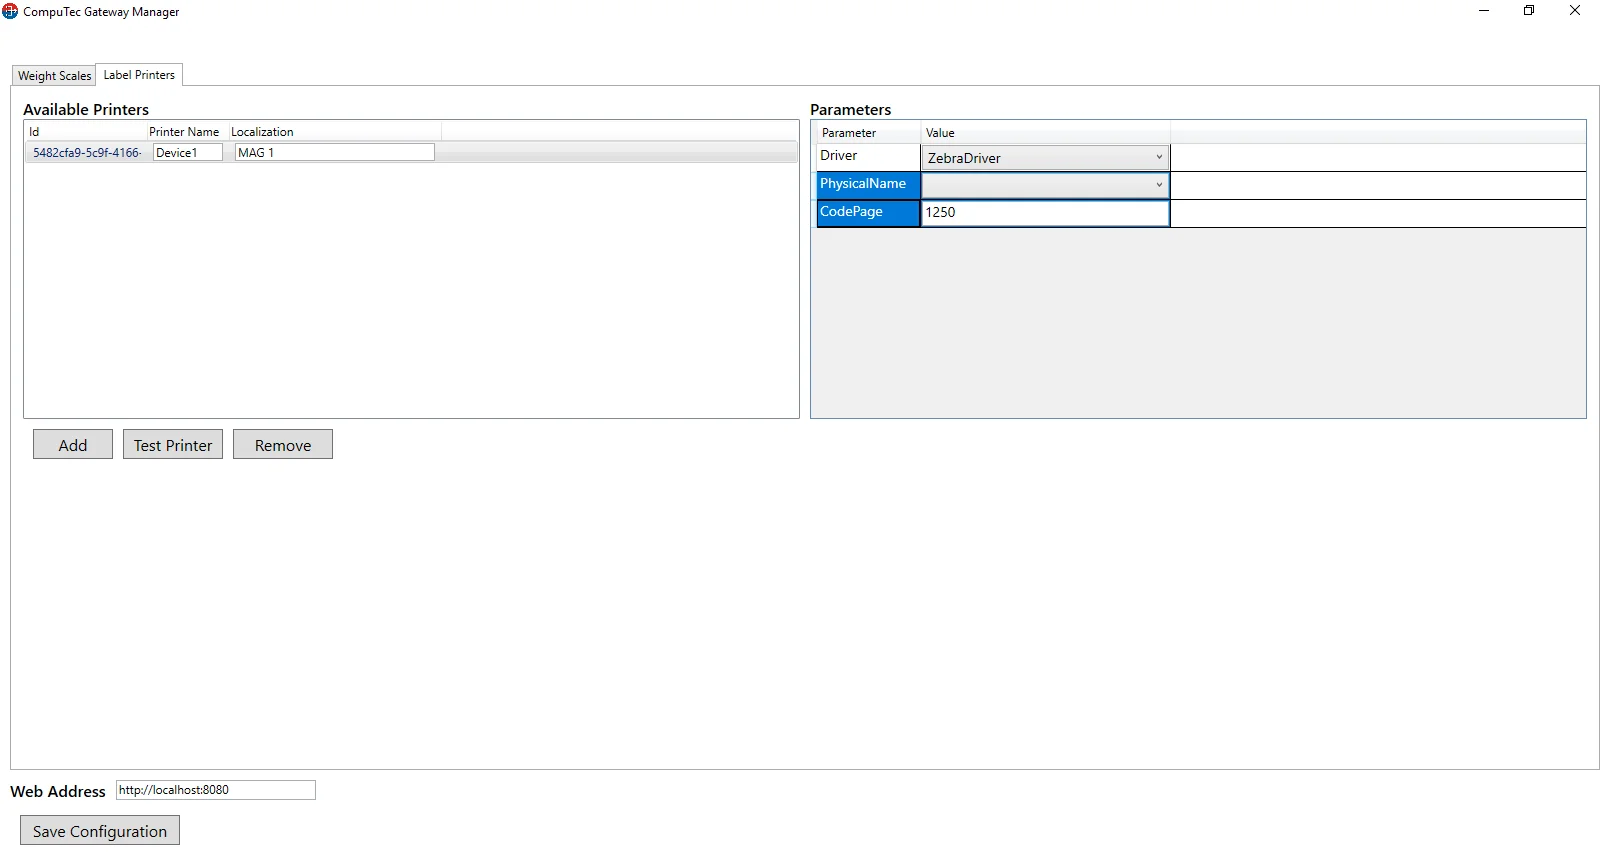 CompuTec Gateway Manager
Weight Scales
Label Printers
Available Printers
Id Printer Name Localization
5482cfa9-5c9f-4166- Device1 MAG 1
Add
Test Printer
Remove
Parameters
Parameter Value
Driver ZebraDriver
PhysicalName
CodePage 1250
Web Address http://localhost:8080
Save Configuration